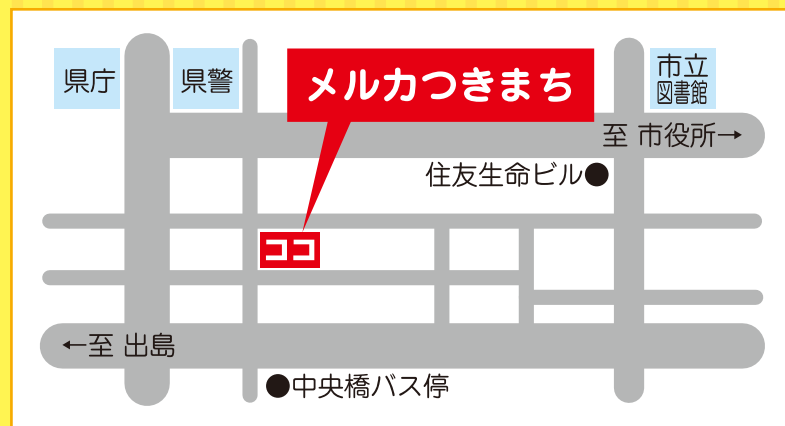 県庁
県警
メルカつきまち
市立
図書館
至 市役所→
住友生命ビル●
ココ
←至 出島
●中央橋バス停